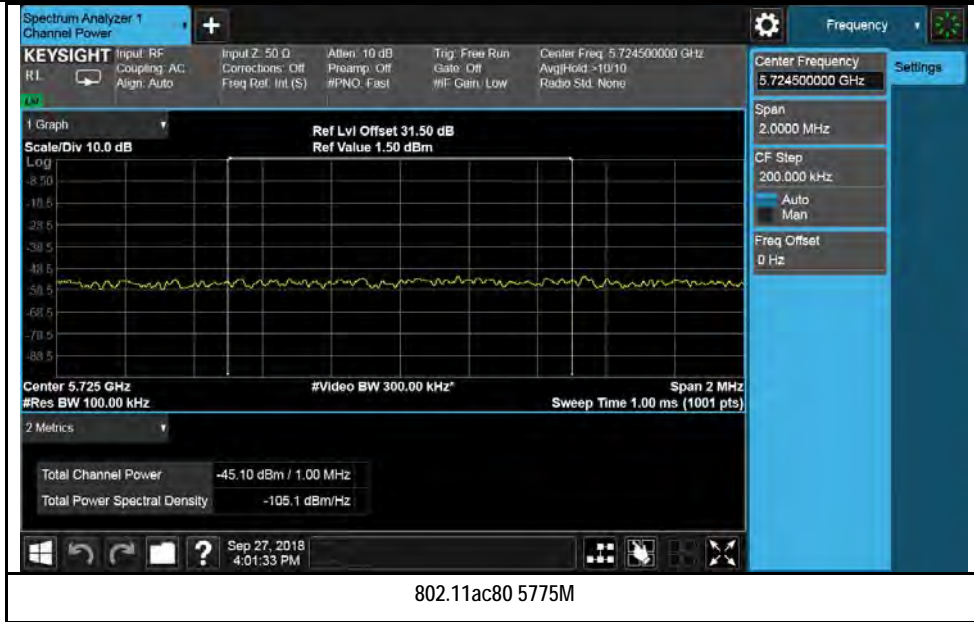 Spectrum Analyzer 1
Channel Power
Frequency
KEYSIGHT
RL
Input: RF
Coupling: AC
Align: Auto
Input Z: 50 Ω
Corrections: Off
Freq Ref: Int (S)
Atten: 10 dB
Preamp: Off
#PNO: Fast
Trig: Free Run
Gate: Off
#IF Gain: Low
Center Freq: 5.724500000 GHz
Avg|Hold: >10/10
Radio Std: None
Center Frequency
5.724500000 GHz
Settings
Span
2.0000 MHz
CF Step
200.000 kHz
Auto
Man
Freq Offset
0 Hz
1 Graph
Scale/Div 10.0 dB
Ref Lvl Offset 31.50 dB
Ref Value 1.50 dBm
Log
-8.50
-18.5
-28.5
-38.5
-48.5
-58.5
-68.5
-78.5
-88.5
Center 5.725 GHz
#Video BW 300.00 kHz*
Span 2 MHz
#Res BW 100.00 kHz
Sweep Time 1.00 ms (1001 pts)
2 Metrics
Total Channel Power -45.10 dBm / 1.00 MHz
Total Power Spectral Density -105.1 dBm/Hz
?
Sep 27, 2018
4:01:33 PM
802.11ac80 5775M